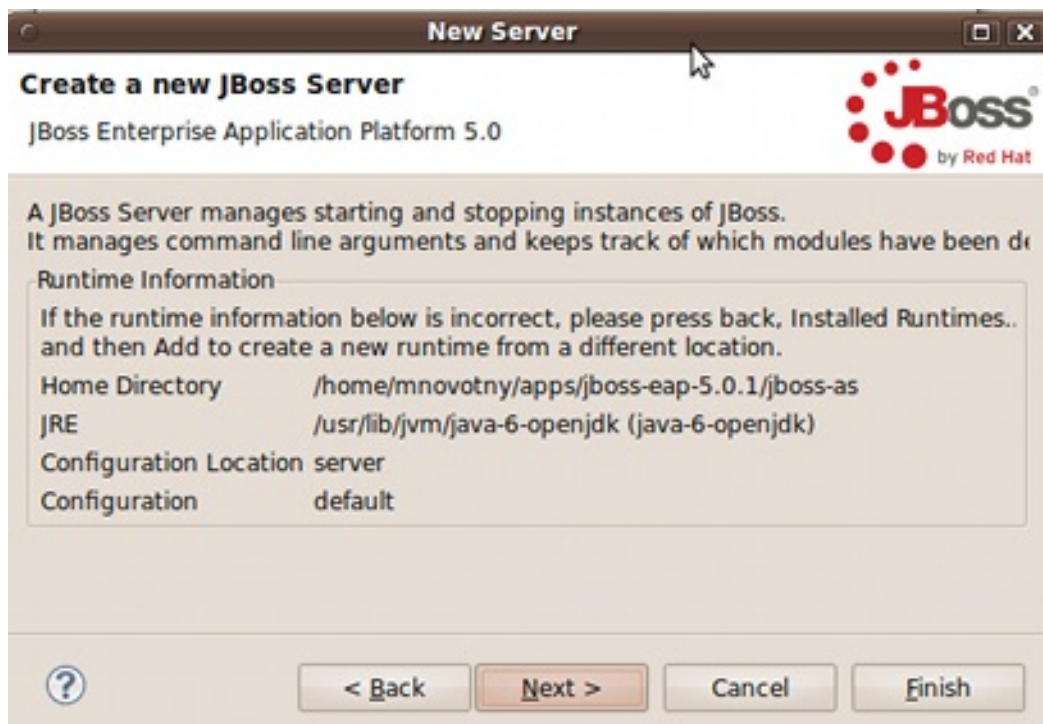 New Server
Create a new JBoss Server
JBoss Enterprise Application Platform 5.0
JBoss®
by Red Hat
A JBoss Server manages starting and stopping instances of JBoss.
It manages command line arguments and keeps track of which modules have been de
Runtime Information
If the runtime information below is incorrect, please press back, Installed Runtimes..
and then Add to create a new runtime from a different location.
Home Directory /home/mnovotny/apps/jboss-eap-5.0.1/jboss-as
JRE /usr/lib/jvm/java-6-openjdk (java-6-openjdk)
Configuration Location server
Configuration default
?
< Back Next > Cancel Finish